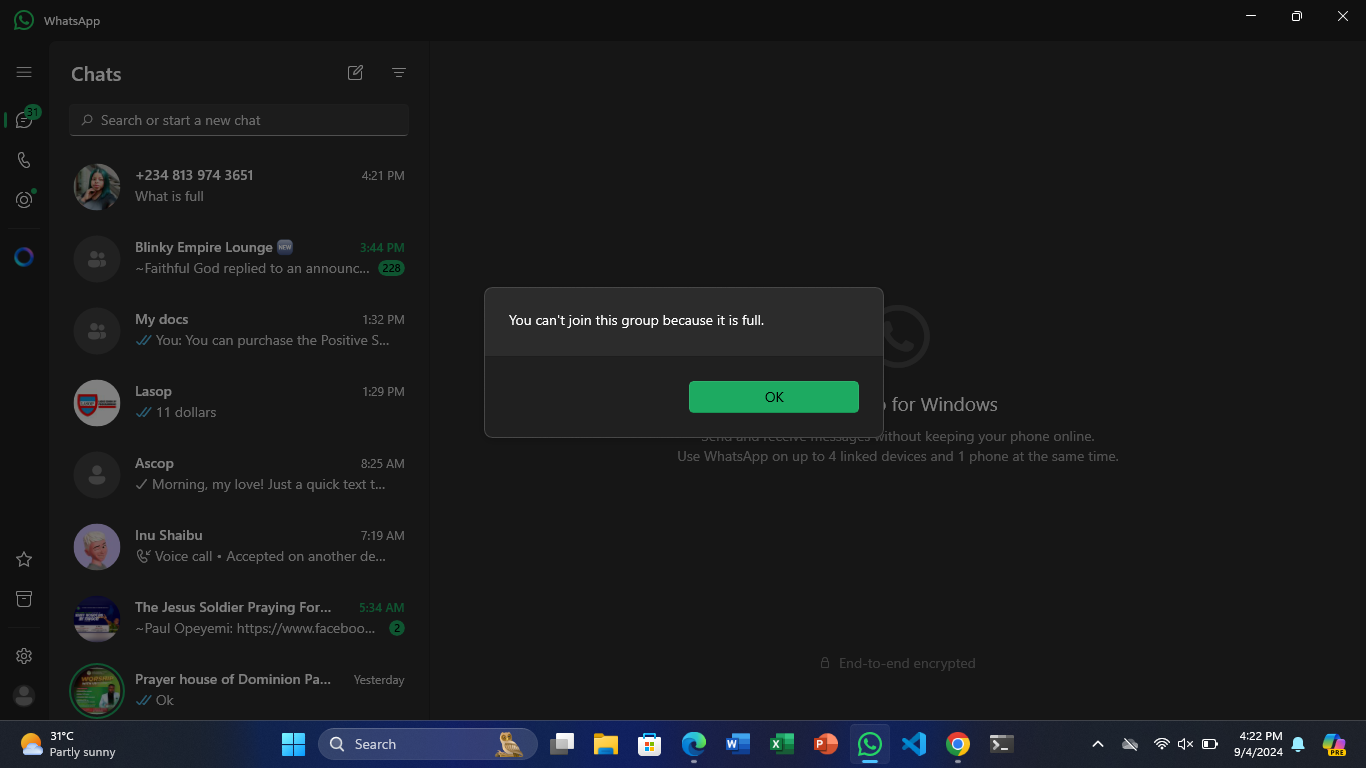 WhatsApp
Chats
31
Search or start a new chat
+234 813 974 3651 4:21 PM
What is full
Blinky Empire Lounge NEW 3:44 PM
~Faithful God replied to an announc... 228
My docs 1:32 PM
You: You can purchase the Positive S...
Lasop 1:29 PM
11 dollars
Ascop 8:25 AM
Morning, my love! Just a quick text t...
Inu Shaibu 7:19 AM
Voice call • Accepted on another de...
The Jesus Soldier Praying For... 5:34 AM
~Paul Opeyemi: https://www.faceboo... 2
Prayer house of Dominion Pa... Yesterday
Ok
You can't join this group because it is full.
OK
for Windows
Send and receive messages without keeping your phone online.
Use WhatsApp on up to 4 linked devices and 1 phone at the same time.
End-to-end encrypted
31°C
Partly sunny
Search
4:22 PM
9/4/2024
PRE